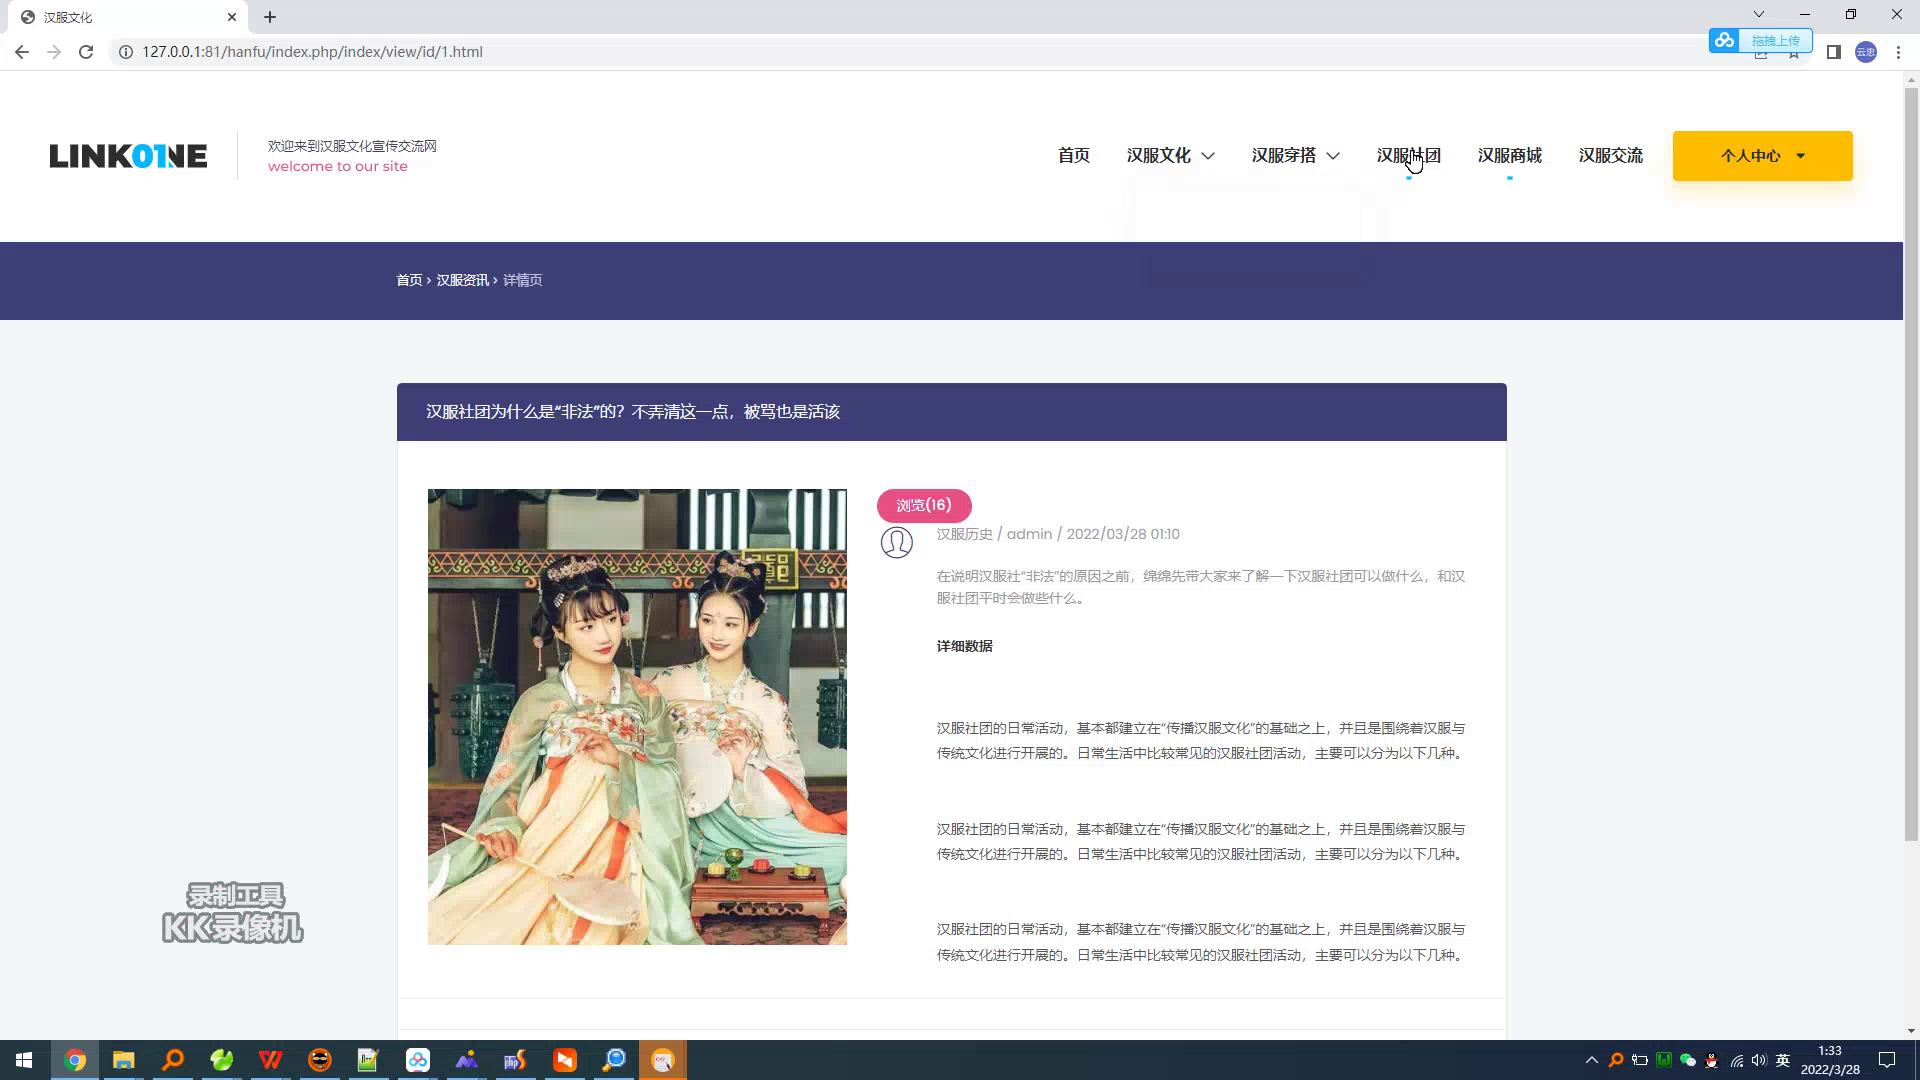 汉服文化
拖拽上传
127.0.0.1:81/hanfu/index.php/index/view/id/1.html
云忠
LINK01NE
欢迎来到汉服文化宣传交流网
welcome to our site
首页
汉服文化
汉服穿搭
汉服社团
汉服商城
汉服交流
个人中心
首页 › 汉服资讯 › 详情页
汉服社团为什么是“非法”的？不弄清这一点，被骂也是活该
浏览(16)
汉服历史 / admin / 2022/03/28 01:10
在说明汉服社“非法”的原因之前，绵绵先带大家来了解一下汉服社团可以做什么，和汉
服社团平时会做些什么。
详细数据
汉服社团的日常活动，基本都建立在“传播汉服文化”的基础之上，并且是围绕着汉服与
传统文化进行开展的。日常生活中比较常见的汉服社团活动，主要可以分为以下几种。
汉服社团的日常活动，基本都建立在“传播汉服文化”的基础之上，并且是围绕着汉服与
传统文化进行开展的。日常生活中比较常见的汉服社团活动，主要可以分为以下几种。
汉服社团的日常活动，基本都建立在“传播汉服文化”的基础之上，并且是围绕着汉服与
传统文化进行开展的。日常生活中比较常见的汉服社团活动，主要可以分为以下几种。
录制工具
KK录像机
英
1:33
2022/3/28